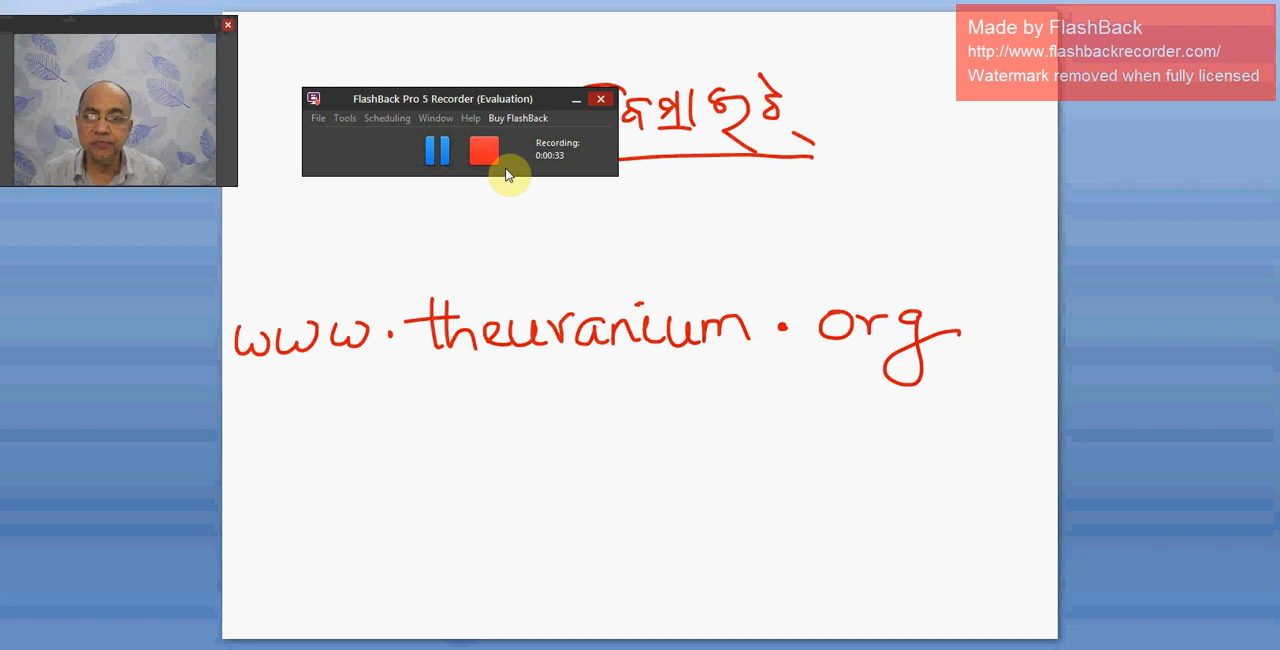 Made by FlashBack
http://www.flashbackrecorder.com/
Watermark removed when fully licensed
FlashBack Pro 5 Recorder (Evaluation)
File Tools Scheduling Window Help Buy FlashBack
Recording:
0:00:33
www.theuranium.org